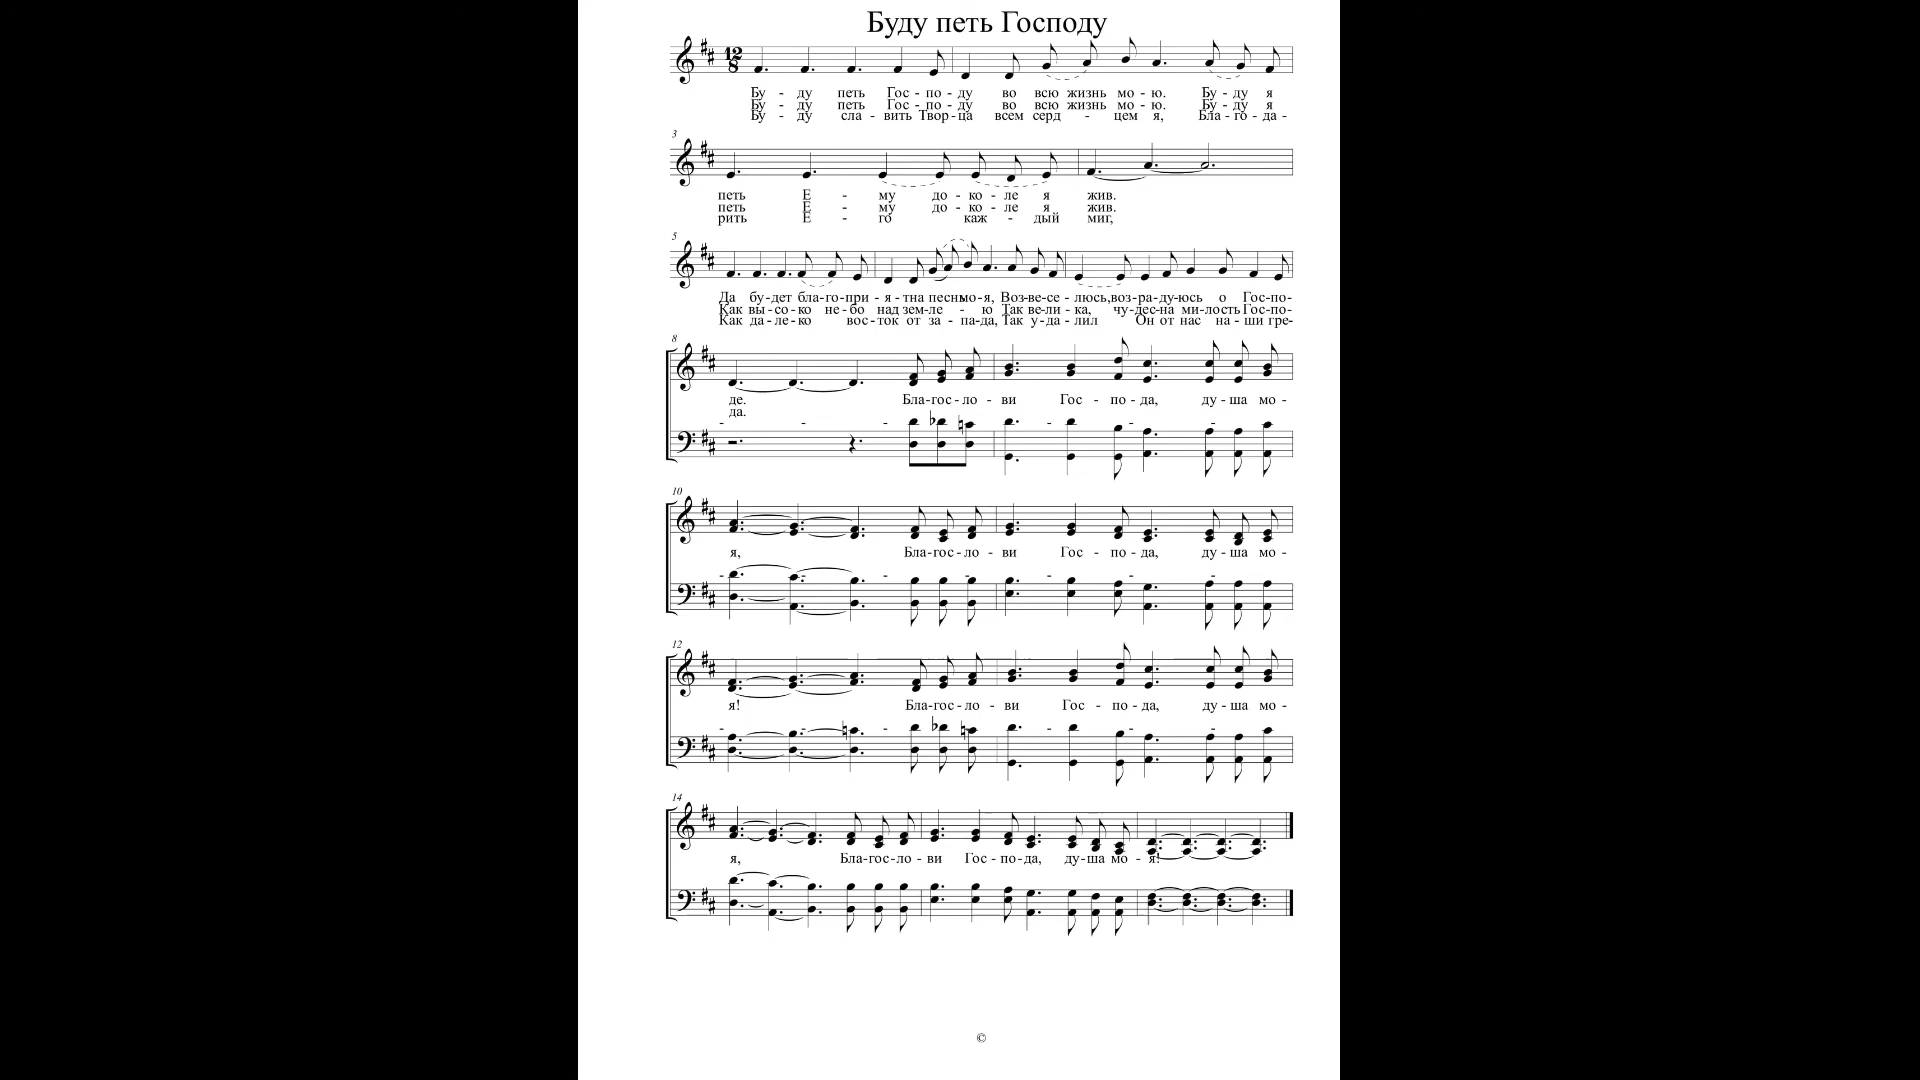 Буду петь Господу
12
8
Бу - ду петь Гос - по - ду во всю жизнь мо - ю. Бу - ду я
Бу - ду петь Гос - по - ду во всю жизнь мо - ю. Бу - ду я
Бу - ду сла - вить Твор - ца всем серд - цем я, Бла - го - да -
3
петь Е - му до - ко - ле я жив.
петь Е - му до - ко - ле я жив.
рить Е - го каж - дый миг,
5
Да бу - дет бла - го - при - я - тна песнь мо - я, Воз - ве - се - люсь, воз - ра - ду - юсь о Гос - по -
Как вы - со - ко не - бо над зем - ле - ю Так ве - ли - ка, чу - дес - на ми - лость Гос - по -
Как да - ле - ко вос - ток от за - па - да, Так у - да - лил Он от нас на - ши гре -
8
де. Бла - гос - ло - ви Гос - по - да, ду - ша мо -
да.
10
я, Бла - гос - ло - ви Гос - по - да, ду - ша мо -
12
я! Бла - гос - ло - ви Гос - по - да, ду - ша мо -
14
я, Бла - гос - ло - ви Гос - по - да, ду - ша мо - я!
©